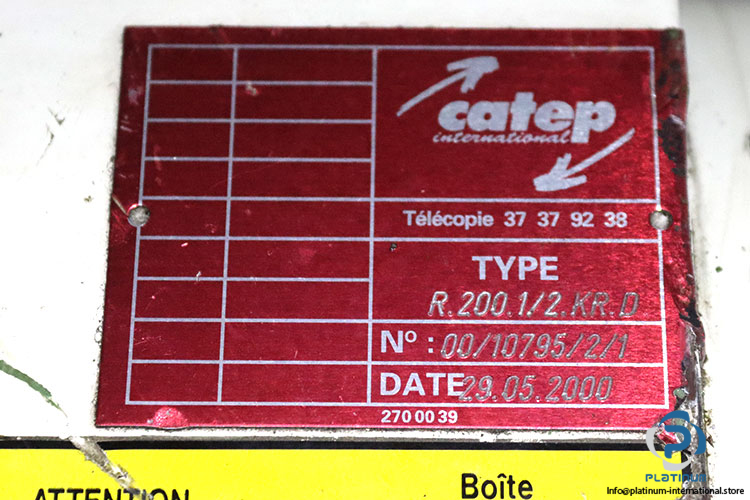 catep
international
Télécopie 37 37 92 38
TYPE
R.200.1/2.KR.D
Nº : 00/10795/2/1
DATE 29.05.2000
270 00 39
ATTENTION
Boîte
PLATINUM
Info@platinum-international.store